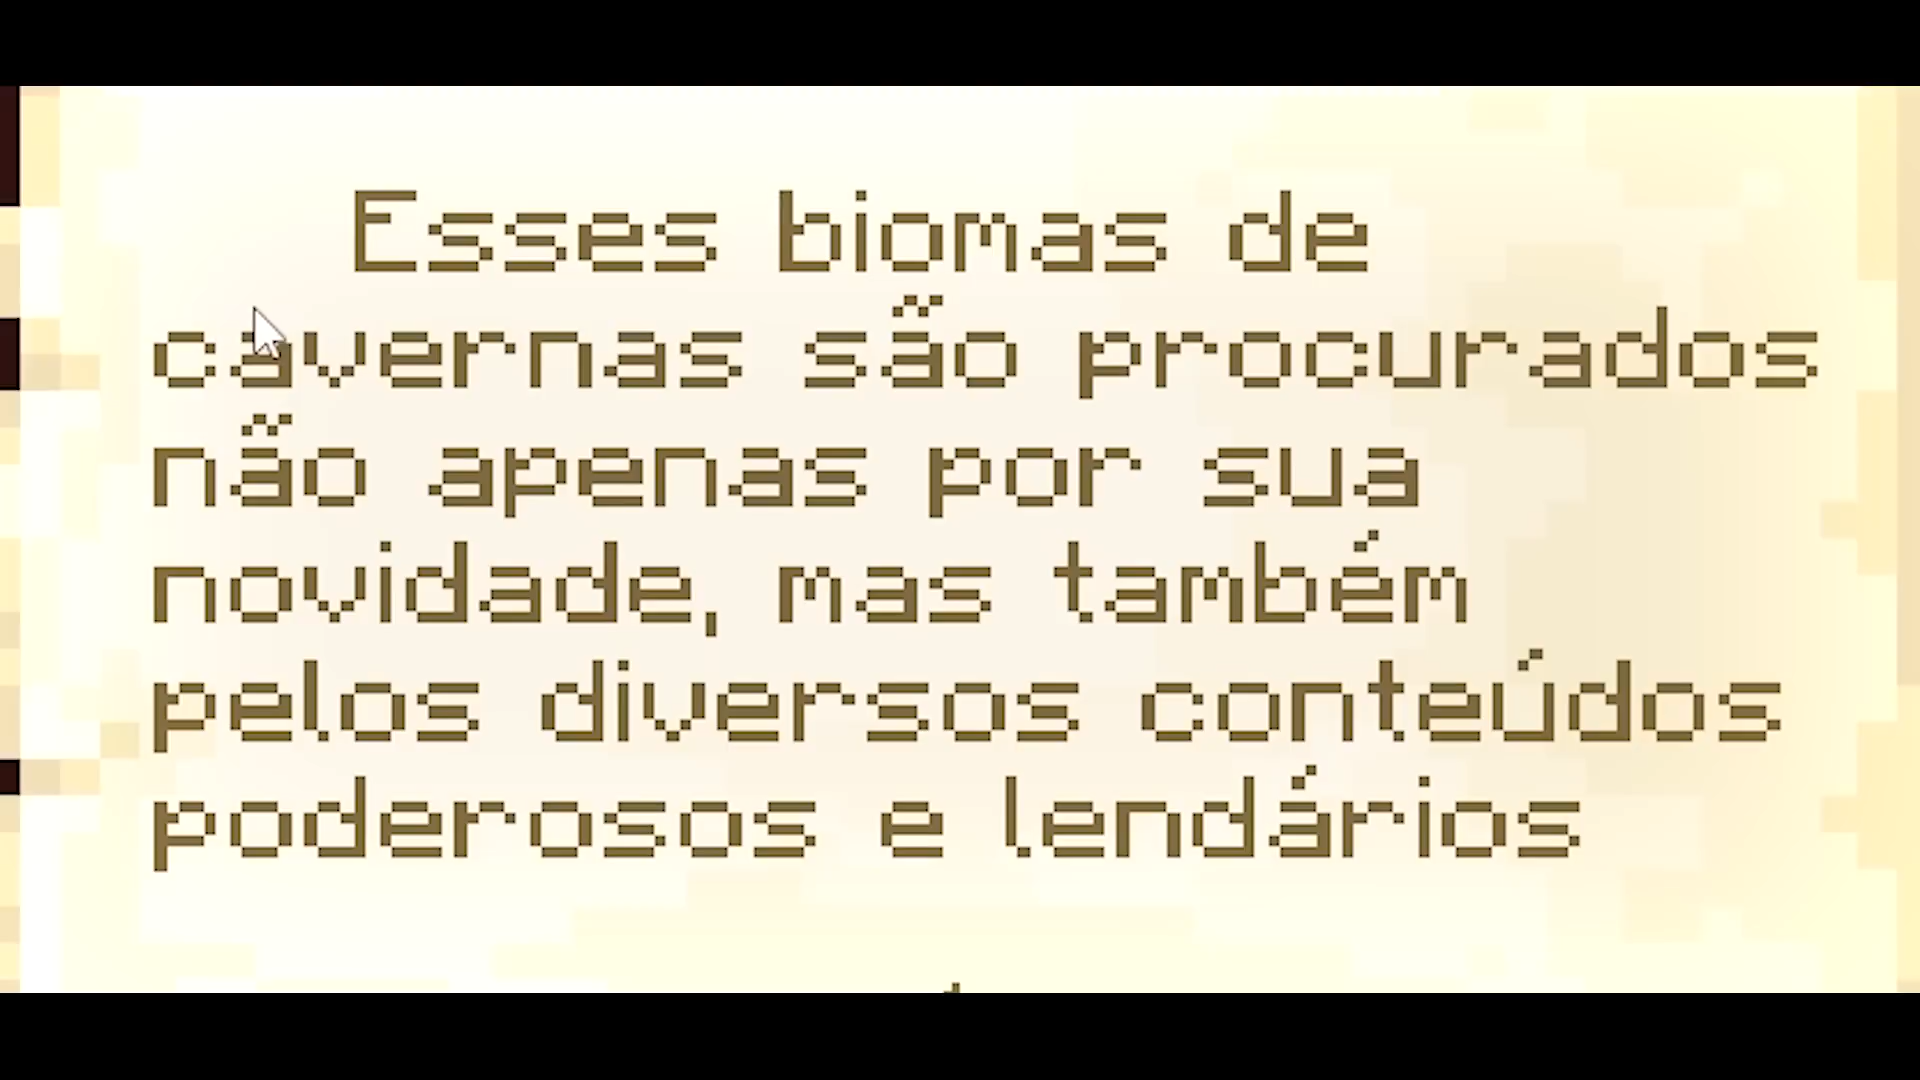 Esses biomas de
cavernas são procurados
não apenas por sua
novidade, mas também
pelos diversos conteúdos
poderosos e lendários